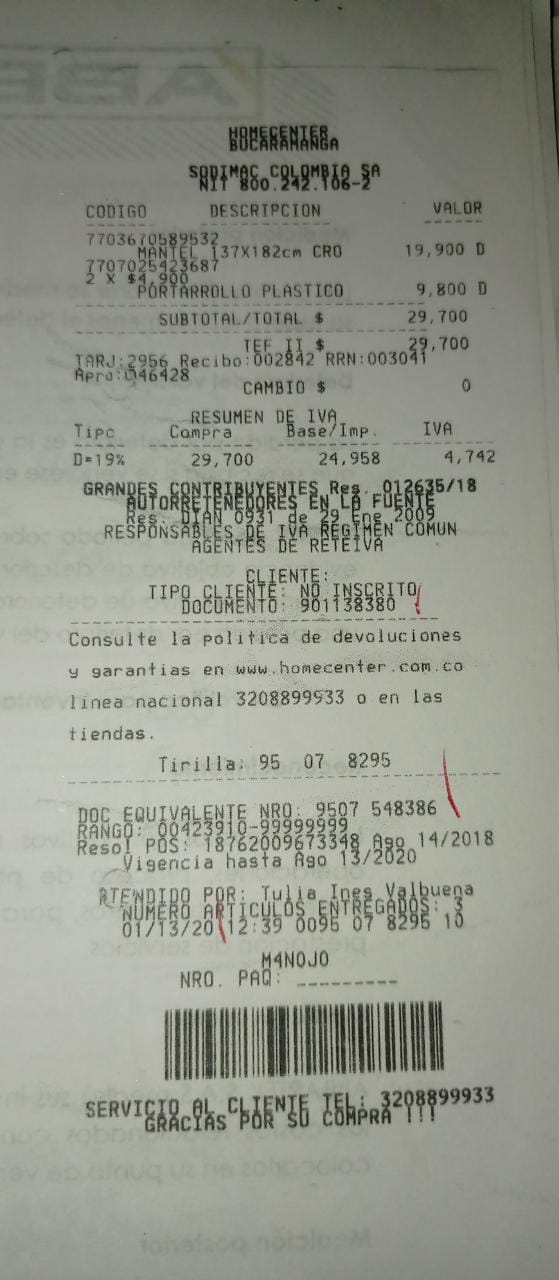 HOMECENTER
BUCARAMANGA
SODIMAC COLOMBIA SA
NIT 800.242.106-2
CODIGO DESCRIPCION VALOR
7703670589532
MANTEL 137X182cm CRO 19,900 D
7707025423687
2 X $4,900
PORTARROLLO PLASTICO 9,800 D
SUBTOTAL/TOTAL $ 29,700
TEF II $ 29,700
TARJ:2956 Recibo:002842 RRN:003041
Apro:046428
CAMBIO $ 0
RESUMEN DE IVA
Tipo Compra Base/Imp. IVA
D=19% 29,700 24,958 4,742
GRANDES CONTRIBUYENTES Res. 012635/18
AUTORRETENEDORES EN LA FUENTE
Res. DIAN 0931 de 29 Ene 2009
RESPONSABLES DE IVA REGIMEN COMUN
AGENTES DE RETEIVA
CLIENTE:
TIPO CLIENTE: NO INSCRITO
DOCUMENTO: 901138380
Consulte la politica de devoluciones
y garantias en www.homecenter.com.co
linea nacional 3208899933 o en las
tiendas.
Tirilla: 95 07 8295
DOC EQUIVALENTE NRO: 9507 548386
RANGO: 00423910-99999999
Resol POS: 18762009673348 Ago 14/2018
Vigencia hasta Ago 13/2020
ATENDIDO POR: Tulia Ines Valbuena
NUMERO ARTICULOS ENTREGADOS: 3
01/13/20 12:39 0095 07 8295 10
M4NOJO
NRO. PAQ:
SERVICIO AL CLIENTE TEL: 3208899933
GRACIAS POR SU COMPRA !!!